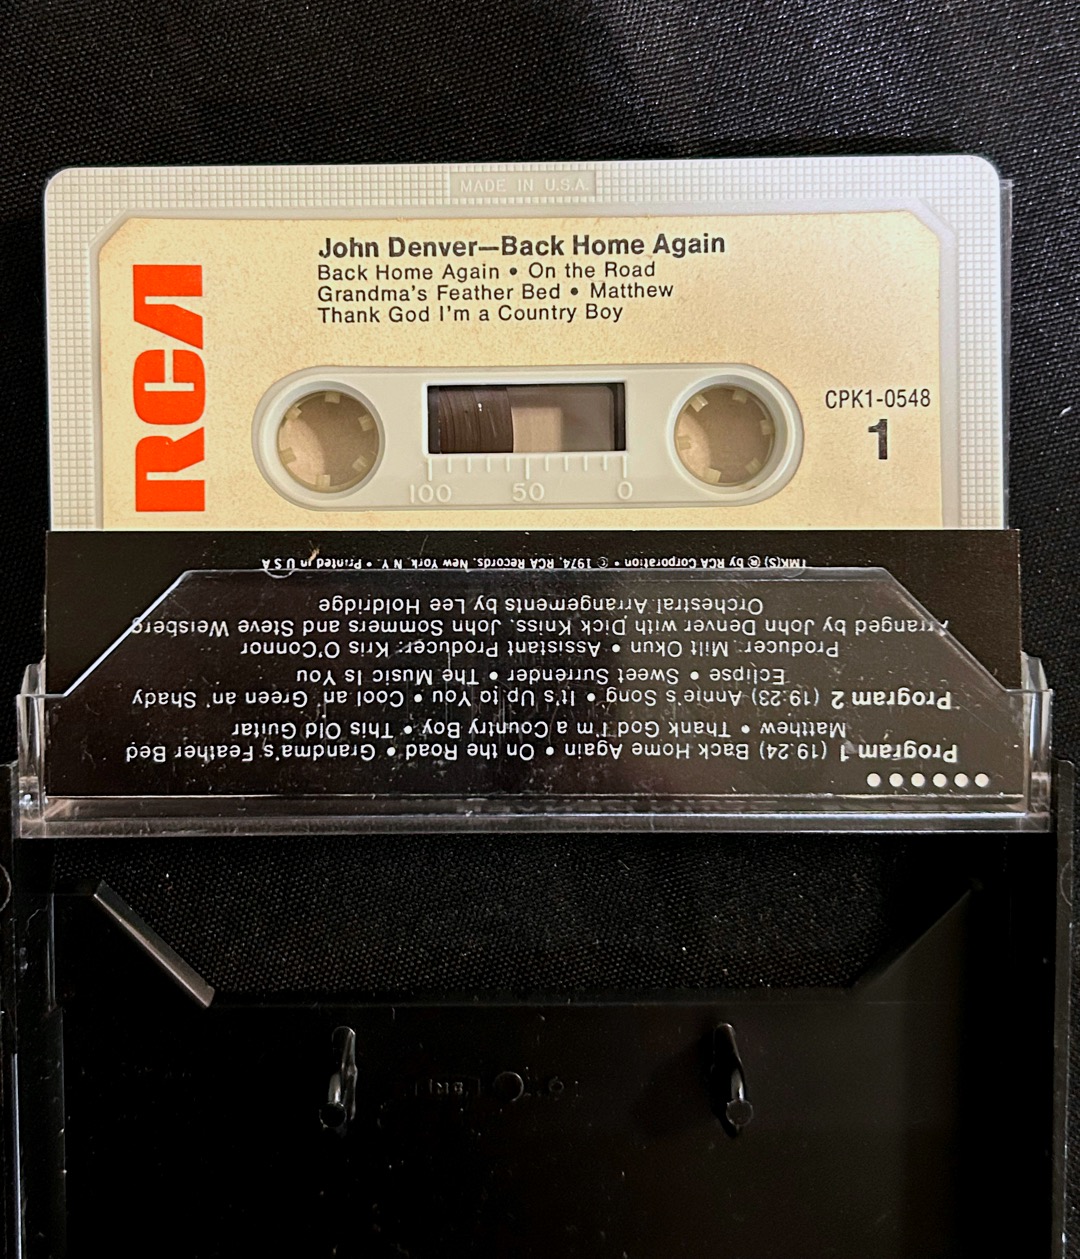 MADE IN U.S.A.
RCA
John Denver—Back Home Again
Back Home Again • On the Road
Grandma's Feather Bed • Matthew
Thank God I'm a Country Boy
CPK1-0548
1
100 50 0
Program 1 (19:24) Back Home Again • On the Road • Grandma's Feather Bed
Matthew • Thank God I'm a Country Boy • This Old Guitar
Program 2 (19:23) Annie's Song • It's Up to You • Cool an' Green an' Shady
Eclipse • Sweet Surrender • The Music Is You
Producer: Milt Okun • Assistant Producer: Kris O'Connor
Arranged by John Denver with Dick Kniss, John Sommers and Steve Weisberg
Orchestral Arrangements by Lee Holdridge
TMK(S) ® by RCA Corporation • © 1974, RCA Records, New York, N.Y. • Printed in U S A